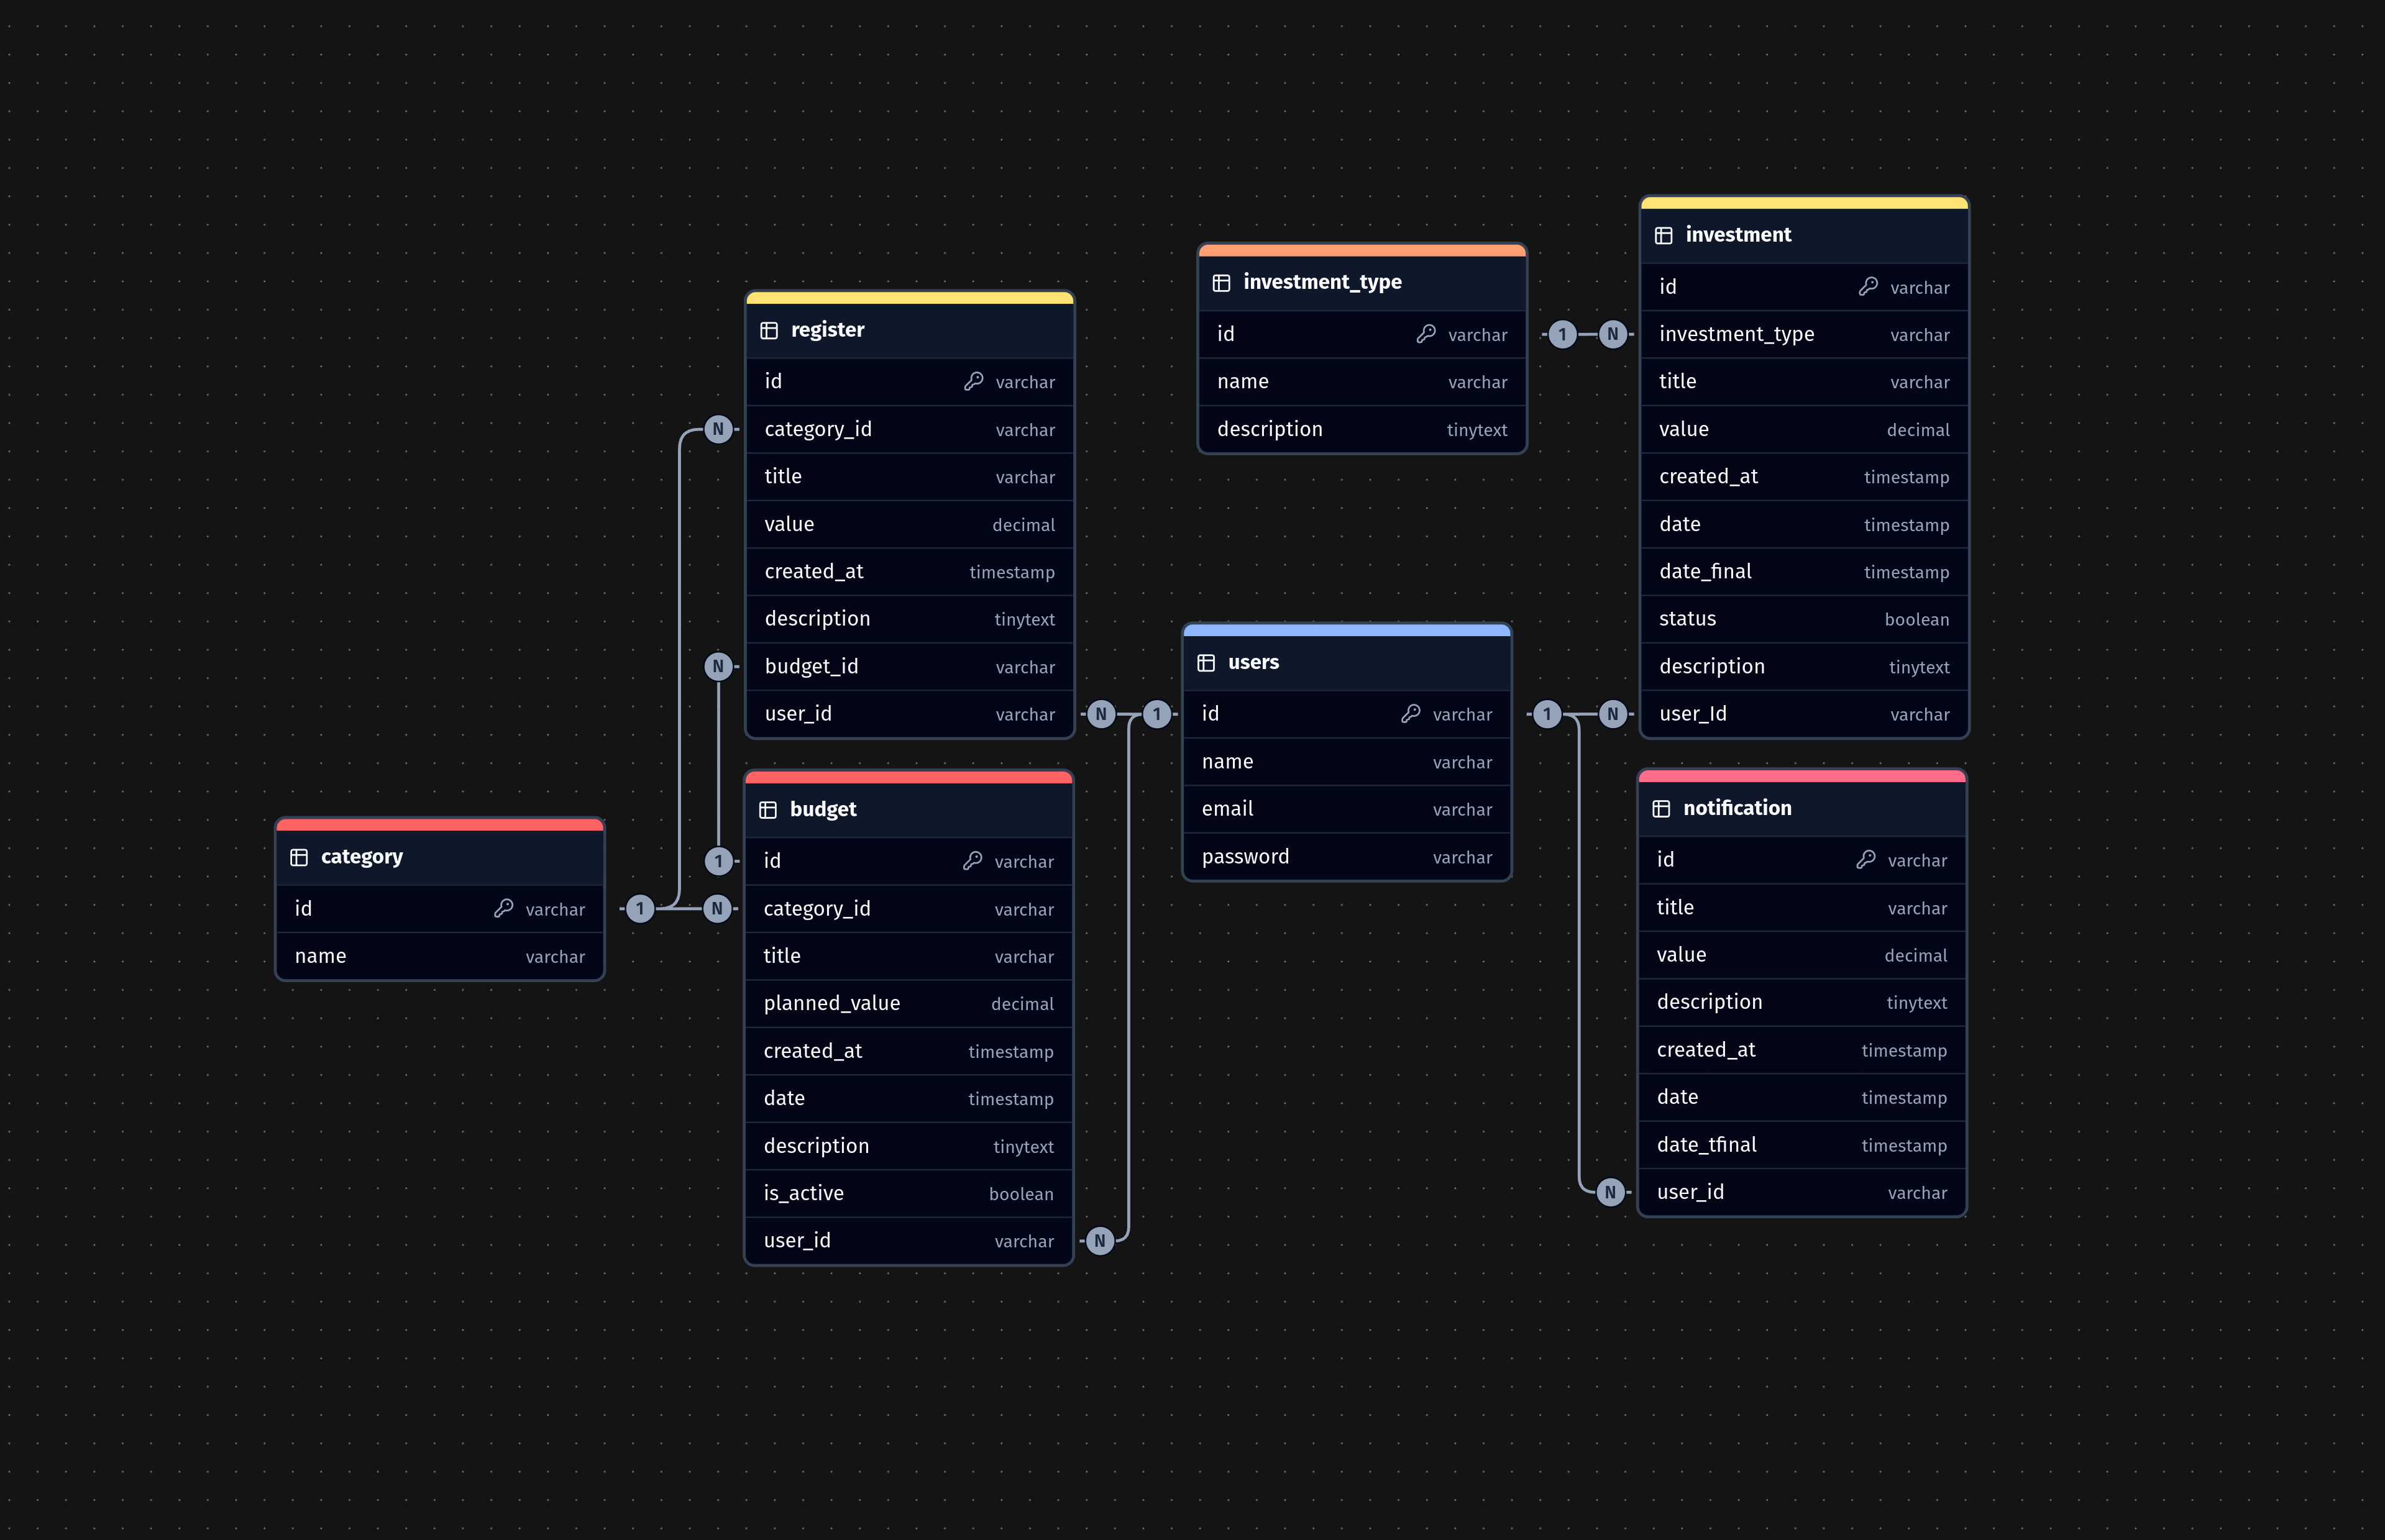 investment
id varchar
investment_type varchar
title varchar
value decimal
created_at timestamp
date timestamp
date_final timestamp
status boolean
description tinytext
user_Id varchar
investment_type
id varchar
name varchar
description tinytext
1 N
register
id varchar
N category_id varchar
title varchar
value decimal
created_at timestamp
description tinytext
N budget_id varchar
user_id varchar
N 1
users
id varchar
name varchar
email varchar
password varchar
1 N
budget
1 id varchar
N category_id varchar
title varchar
planned_value decimal
created_at timestamp
date timestamp
description tinytext
is_active boolean
user_id varchar N
category
id varchar 1
name varchar
notification
id varchar
title varchar
value decimal
description tinytext
created_at timestamp
date timestamp
date_tfinal timestamp
N user_id varchar